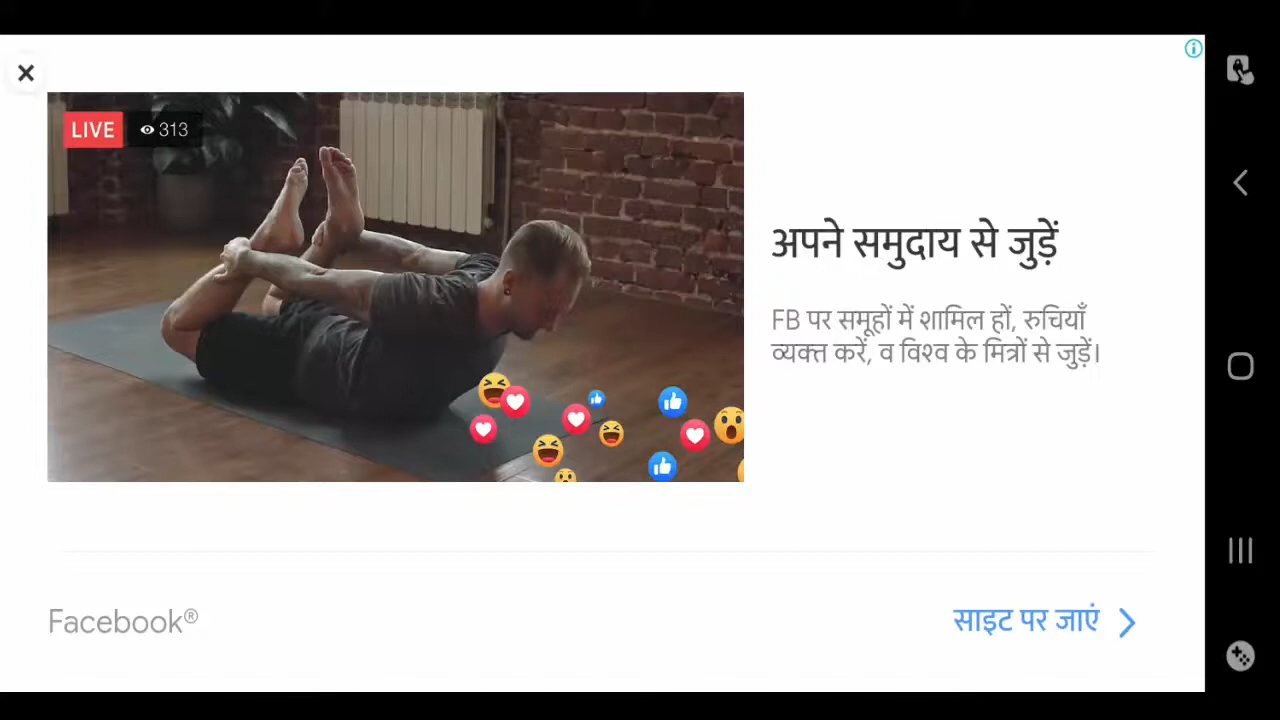 LIVE 313
अपने समुदाय से जुड़ें
FB पर समूहों में शामिल हों, रुचियाँ
व्यक्त करें, व विश्व के मित्रों से जुड़ें।
Facebook®
साइट पर जाएं